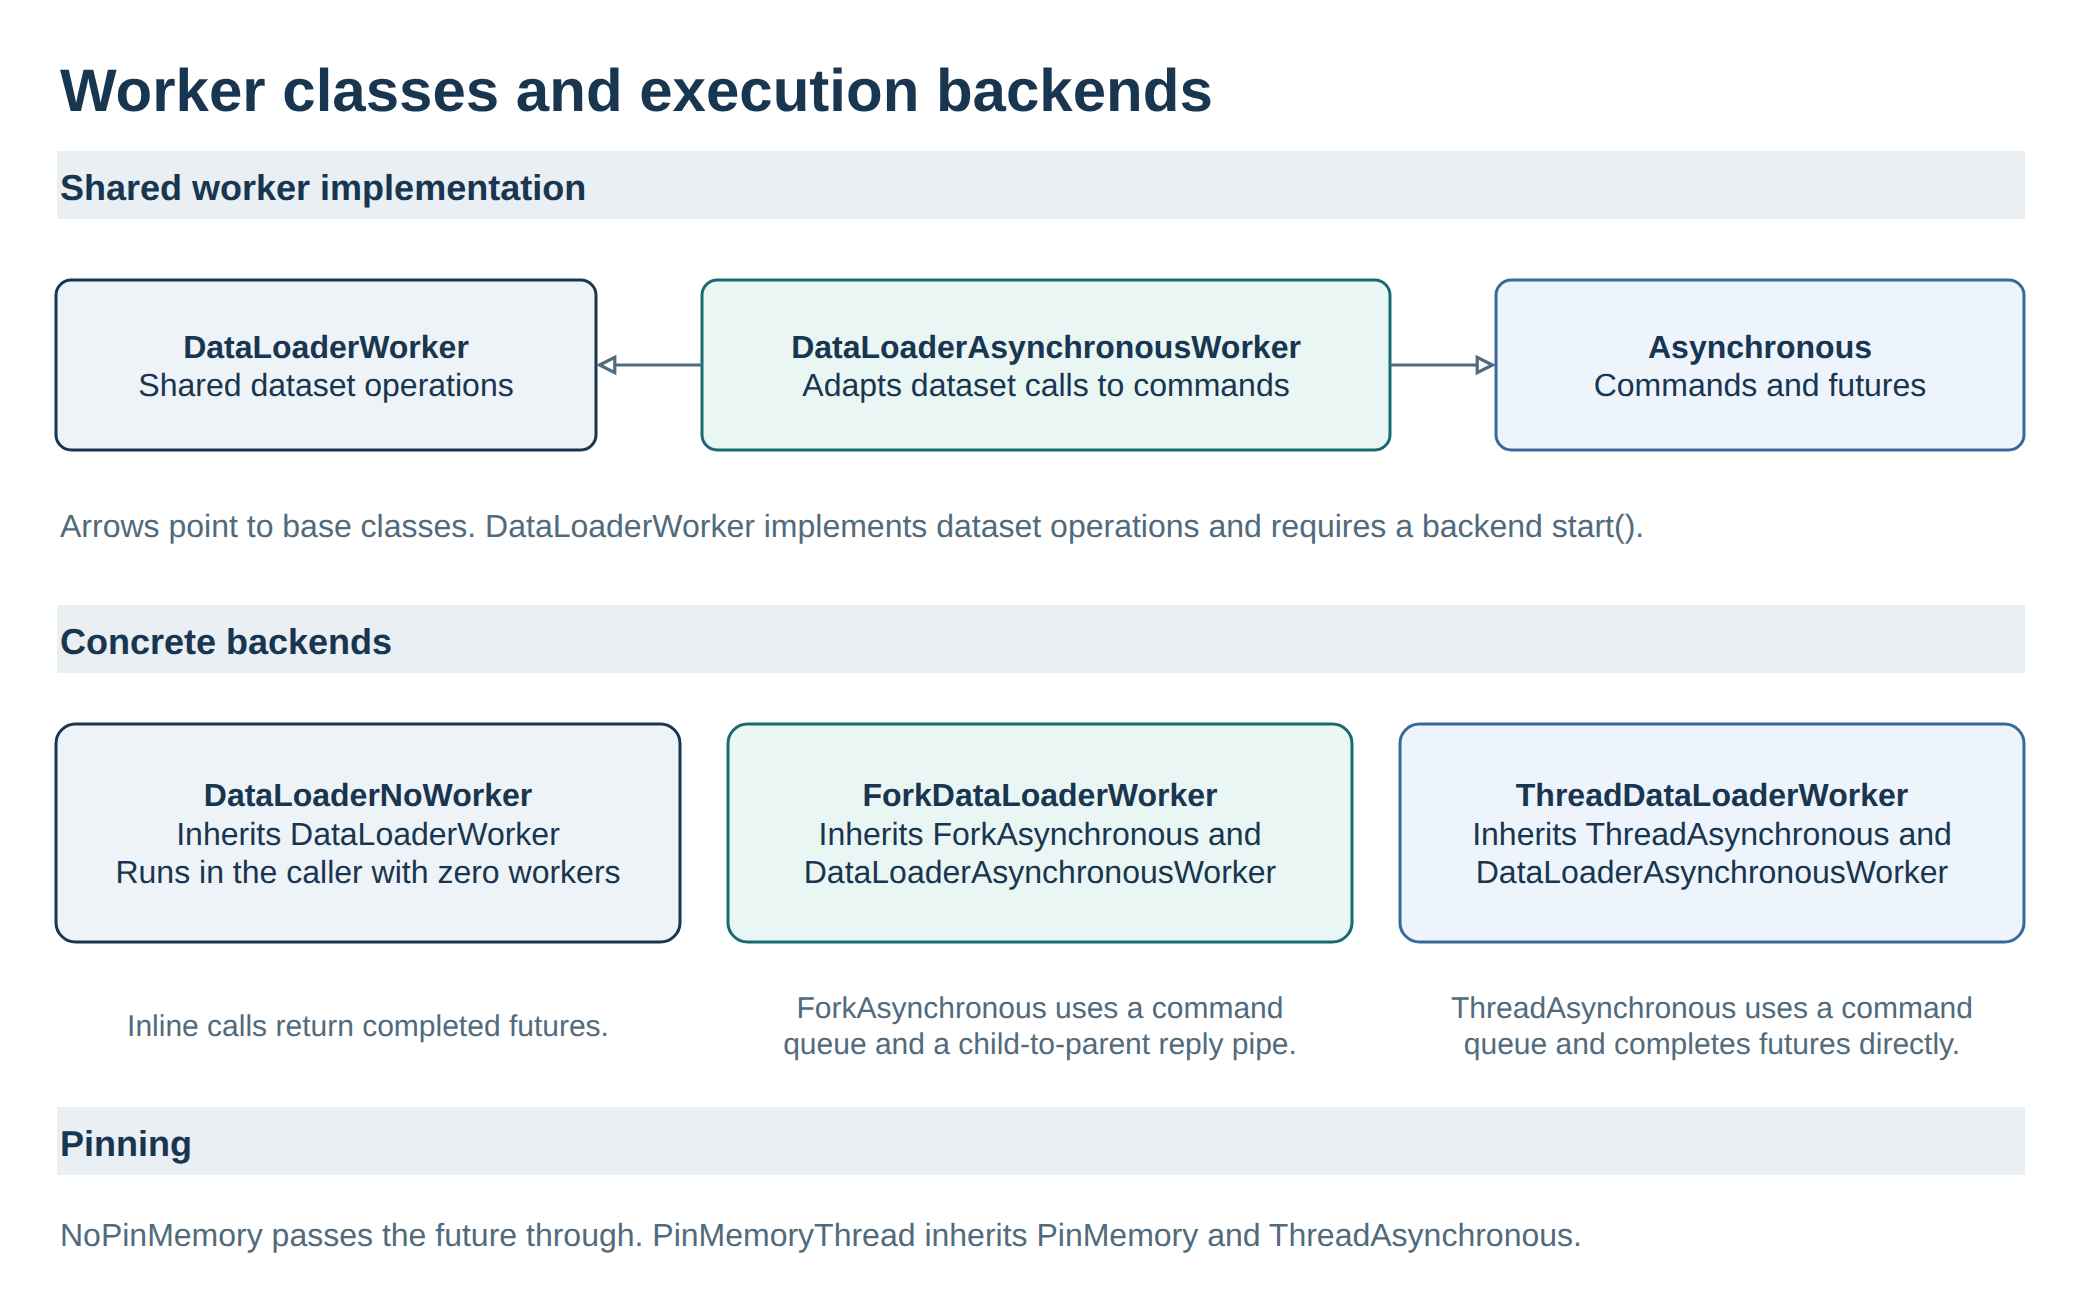 Worker classes and execution backends
Shared worker implementation
DataLoaderWorker
Shared dataset operations
DataLoaderAsynchronousWorker
Adapts dataset calls to commands
Asynchronous
Commands and futures
Arrows point to base classes. DataLoaderWorker implements dataset operations and requires a backend start().
Concrete backends
DataLoaderNoWorker
Inherits DataLoaderWorker
Runs in the caller with zero workers
ForkDataLoaderWorker
Inherits ForkAsynchronous and
DataLoaderAsynchronousWorker
ThreadDataLoaderWorker
Inherits ThreadAsynchronous and
DataLoaderAsynchronousWorker
Inline calls return completed futures.
ForkAsynchronous uses a command
queue and a child-to-parent reply pipe.
ThreadAsynchronous uses a command
queue and completes futures directly.
Pinning
NoPinMemory passes the future through. PinMemoryThread inherits PinMemory and ThreadAsynchronous.